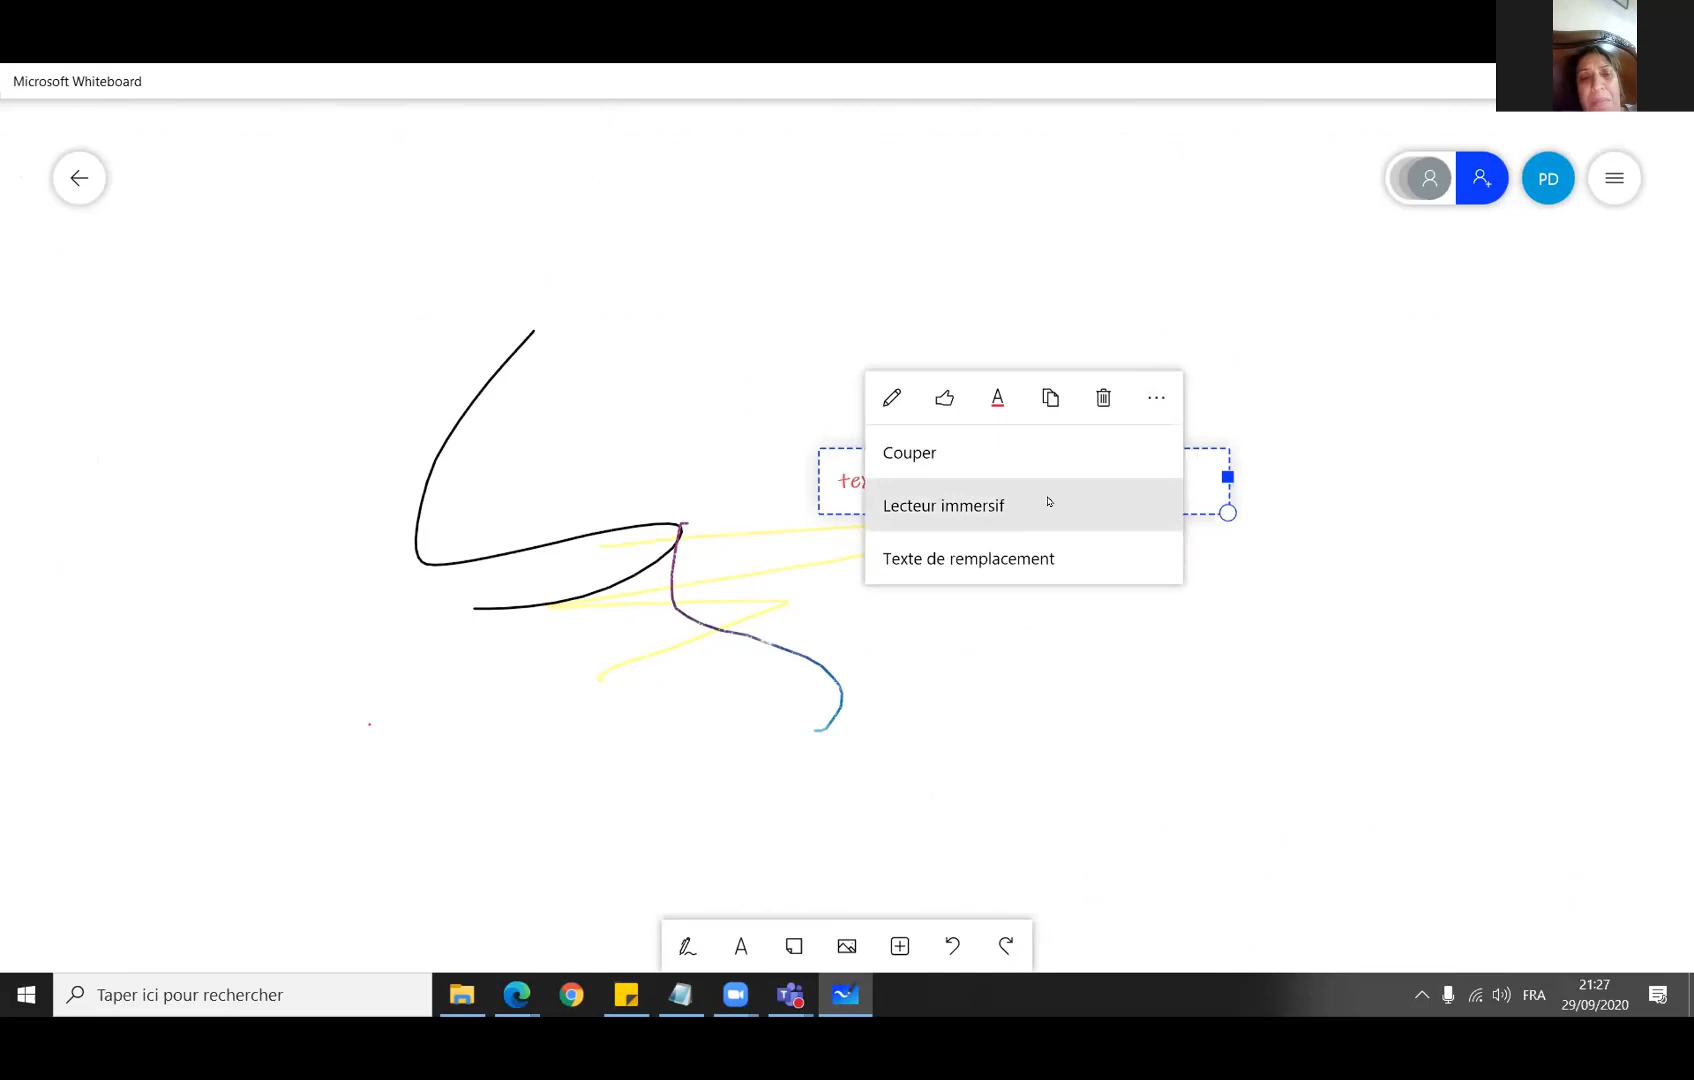 Microsoft Whiteboard
PD
Couper
Lecteur immersif
Texte de remplacement
Taper ici pour rechercher
FRA
21:27
29/09/2020